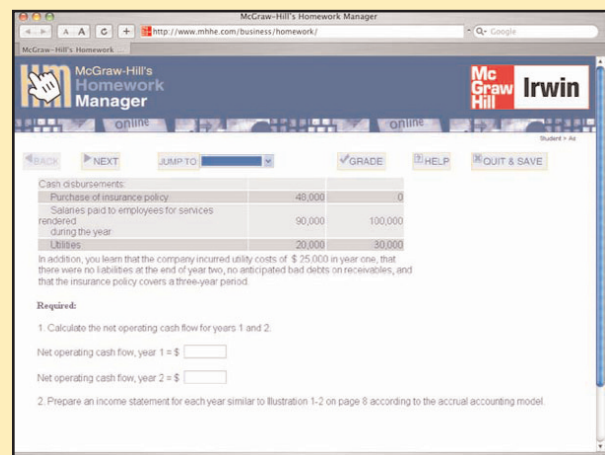 McGraw-Hill's Homework Manager
A A C + http://www.mhhe.com/business/homework/ Q- Google
McGraw-Hill's Homework ...
McGraw-Hill's
Homework
Manager
Mc
Graw
Hill
Irwin
online online
Student > As
BACK NEXT JUMP TO GRADE HELP QUIT & SAVE
Cash disbursements:
Purchase of insurance policy 48,000 0
Salaries paid to employees for services
rendered 90,000 100,000
during the year
Utilities 20,000 30,000
In addition, you learn that the company incurred utility costs of $ 25,000 in year one, that
there were no liabilities at the end of year two, no anticipated bad debts on receivables, and
that the insurance policy covers a three-year period.
Required:
1. Calculate the net operating cash flow for years 1 and 2.
Net operating cash flow, year 1 = $
Net operating cash flow, year 2 = $
2. Prepare an income statement for each year similar to Illustration 1-2 on page 8 according to the accrual accounting model.